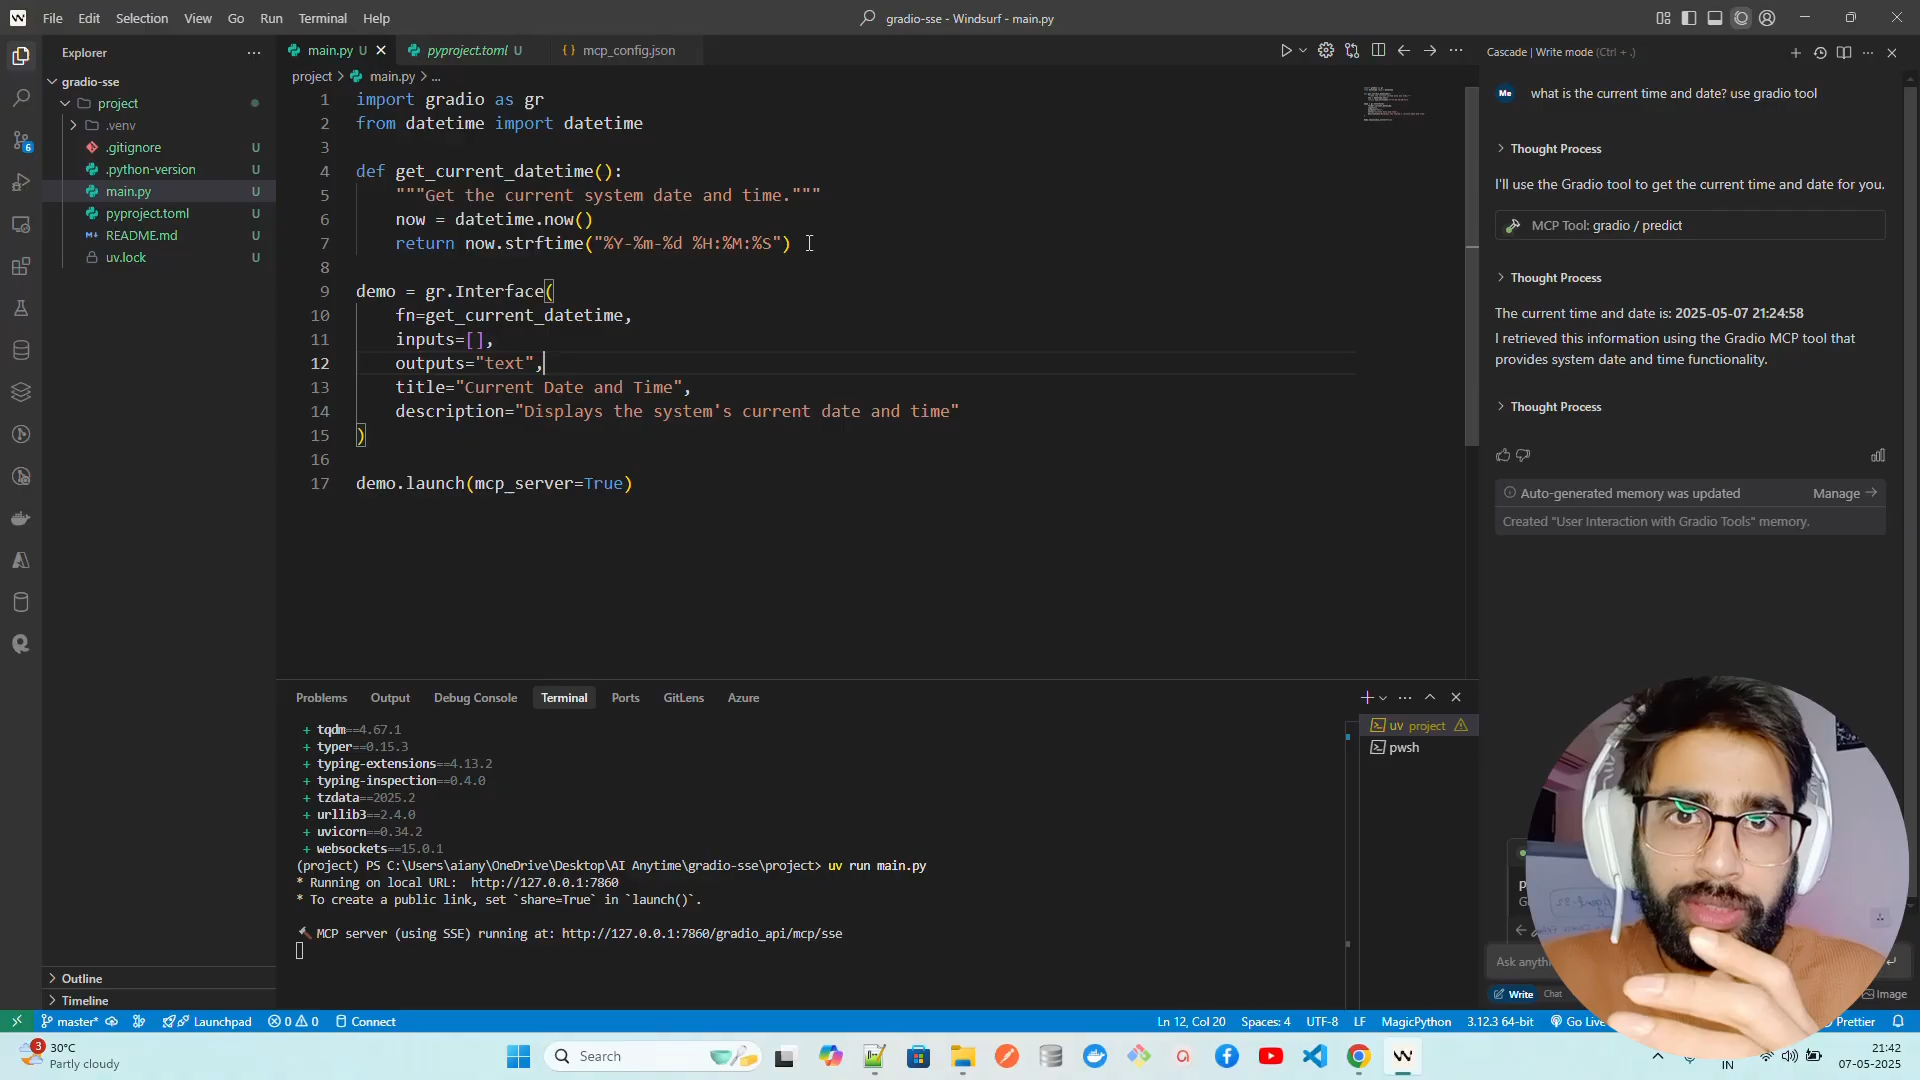 File Edit Selection View Go Run Terminal Help
gradio-sse - Windsurf - main.py
Explorer
gradio-sse
project
.venv
.gitignore U
.python-version U
main.py U
pyproject.toml U
README.md U
uv.lock U
Outline
Timeline
main.py U
pyproject.toml U
{} mcp_config.json
project > main.py > ...
1 import gradio as gr
2 from datetime import datetime
3
4 def get_current_datetime():
5 """Get the current system date and time."""
6 now = datetime.now()
7 return now.strftime("%Y-%m-%d %H:%M:%S")
8
9 demo = gr.Interface(
10 fn=get_current_datetime,
11 inputs=[],
12 outputs="text",
13 title="Current Date and Time",
14 description="Displays the system's current date and time"
15 )
16
17 demo.launch(mcp_server=True)
Problems Output Debug Console Terminal Ports GitLens Azure
+ tqdm==4.67.1
+ typer==0.15.3
+ typing-extensions==4.13.2
+ typing-inspection==0.4.0
+ tzdata==2025.2
+ urllib3==2.4.0
+ uvicorn==0.34.2
+ websockets==15.0.1
(project) PS C:\Users\aiany\OneDrive\Desktop\AI Anytime\gradio-sse\project> uv run main.py
* Running on local URL: http://127.0.0.1:7860
* To create a public link, set `share=True` in `launch()`.
MCP server (using SSE) running at: http://127.0.0.1:7860/gradio_api/mcp/sse
uv project
pwsh
Cascade | Write mode (Ctrl + .)
Me what is the current time and date? use gradio tool
Thought Process
I'll use the Gradio tool to get the current time and date for you.
MCP Tool: gradio / predict
Thought Process
The current time and date is: 2025-05-07 21:24:58
I retrieved this information using the Gradio MCP tool that
provides system date and time functionality.
Thought Process
Auto-generated memory was updated Manage
Created "User Interaction with Gradio Tools" memory.
Write Chat Image
master* Launchpad 0 0 Connect
Ln 12, Col 20 Spaces: 4 UTF-8 LF MagicPython 3.12.3 64-bit Go Live Prettier
3
30°C
Partly cloudy
Search
IN
21:42
07-05-2025